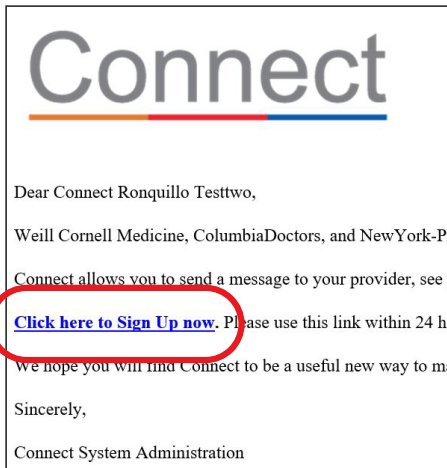 Connect
Dear Connect Ronquillo Testtwo,
Weill Cornell Medicine, ColumbiaDoctors, and NewYork-P
Connect allows you to send a message to your provider, see
Click here to Sign Up now. Please use this link within 24 h
We hope you will find Connect to be a useful new way to ma
Sincerely,
Connect System Administration